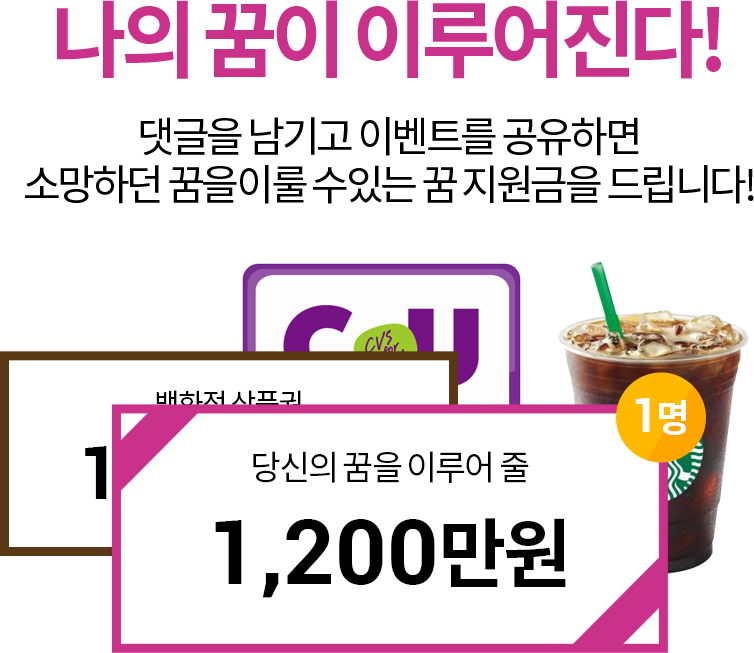 나의 꿈이 이루어진다!
댓글을 남기고 이벤트를 공유하면
소망하던 꿈을이룰 수있는 꿈 지원금을 드립니다!
CU
CVS
for
백화점 상품권
1
1명
당신의 꿈을 이루어 줄
1,200만원